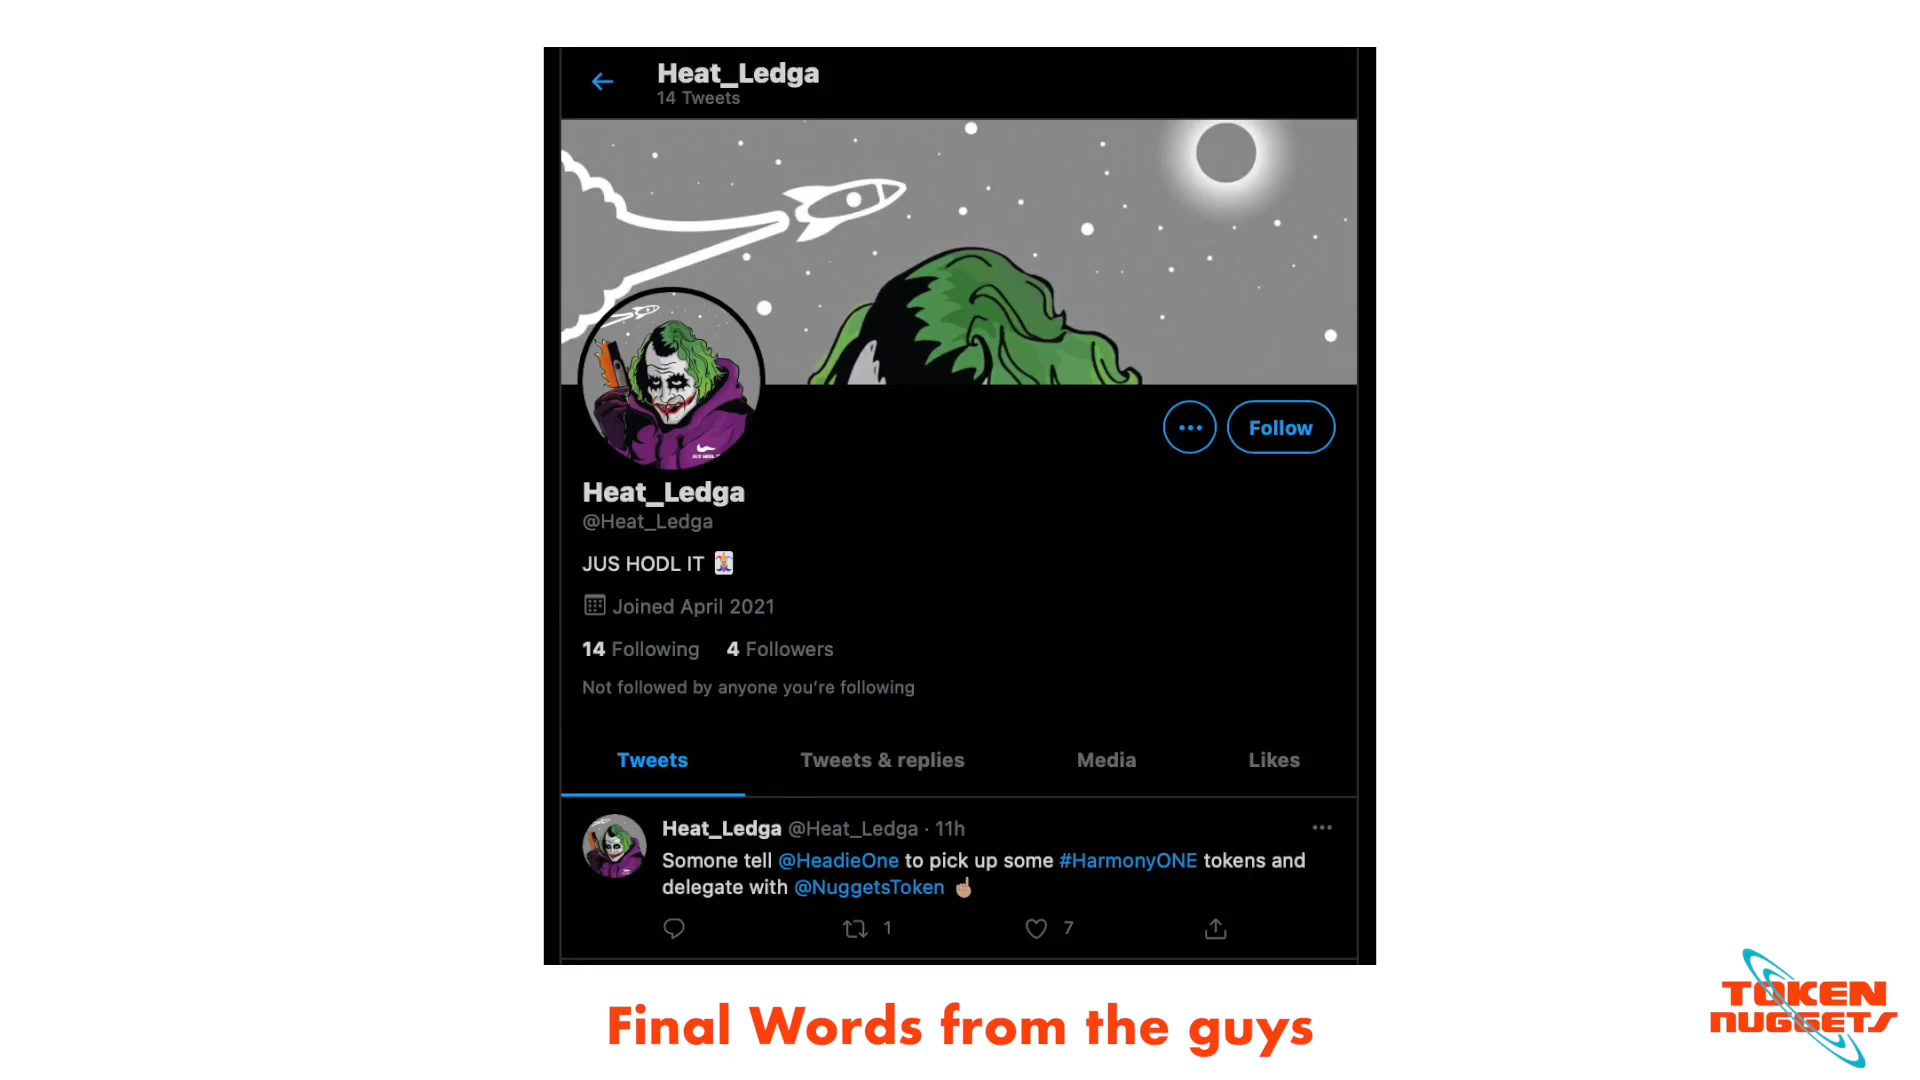 Heat_Ledga
14 Tweets
Follow
Heat_Ledga
@Heat_Ledga
JUS HODL IT 🃏
Joined April 2021
14 Following 4 Followers
Not followed by anyone you’re following
Tweets Tweets & replies Media Likes
Heat_Ledga @Heat_Ledga · 11h
Somone tell @HeadieOne to pick up some #HarmonyONE tokens and
delegate with @NuggetsToken ☝🏽
1 7
Final Words from the guys
TOKEN
NUGGETS